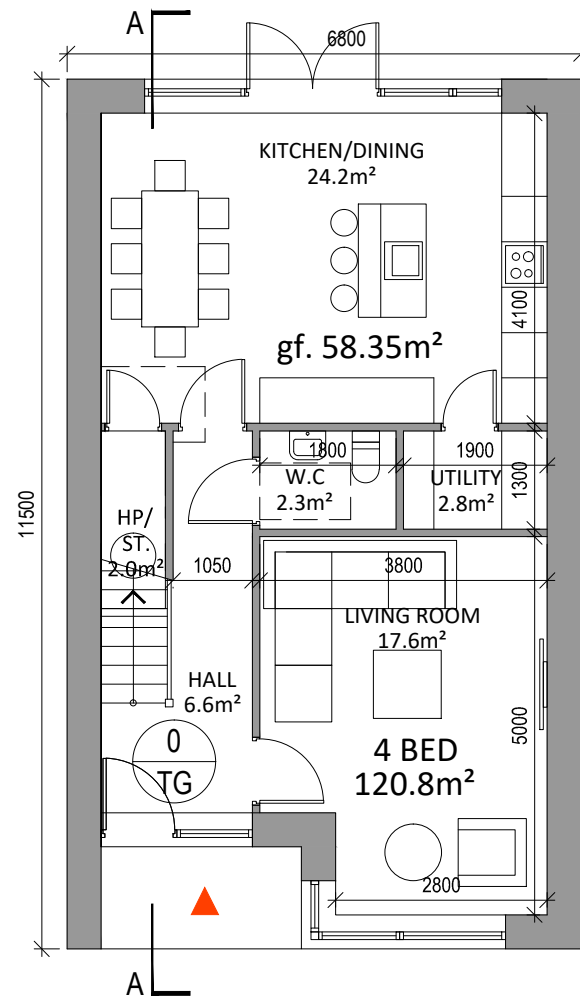 A
6800
KITCHEN/DINING
24.2m²
4100
gf. 58.35m²
11500
1800
1900
W.C
2.3m²
UTILITY
2.8m²
1300
HP/
ST.
2.0m²
1050
3800
LIVING ROOM
17.6m²
HALL
6.6m²
5000
0
TG
4 BED
120.8m²
2800
A